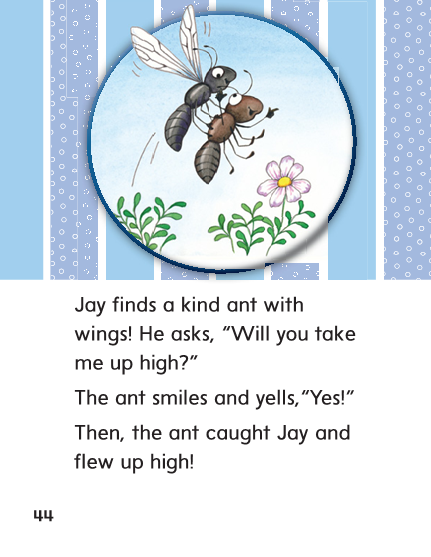 Jay finds a kind ant with
wings! He asks, “Will you take
me up high?”
The ant smiles and yells,“Yes!”
Then, the ant caught Jay and
flew up high!
44